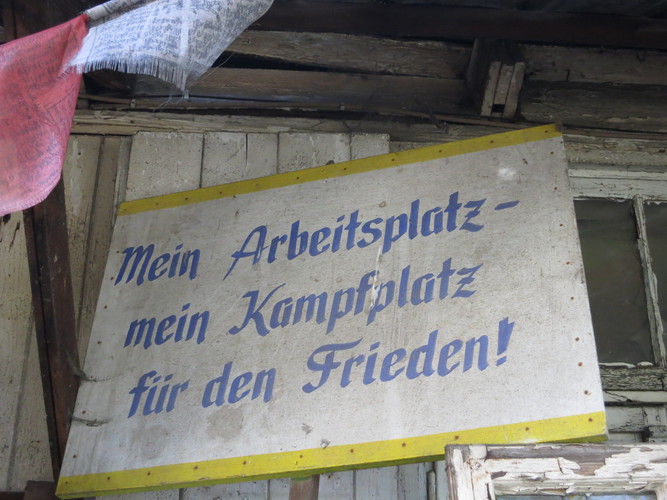 Mein Arbeitsplatz-
mein Kampfplatz
für den Frieden!